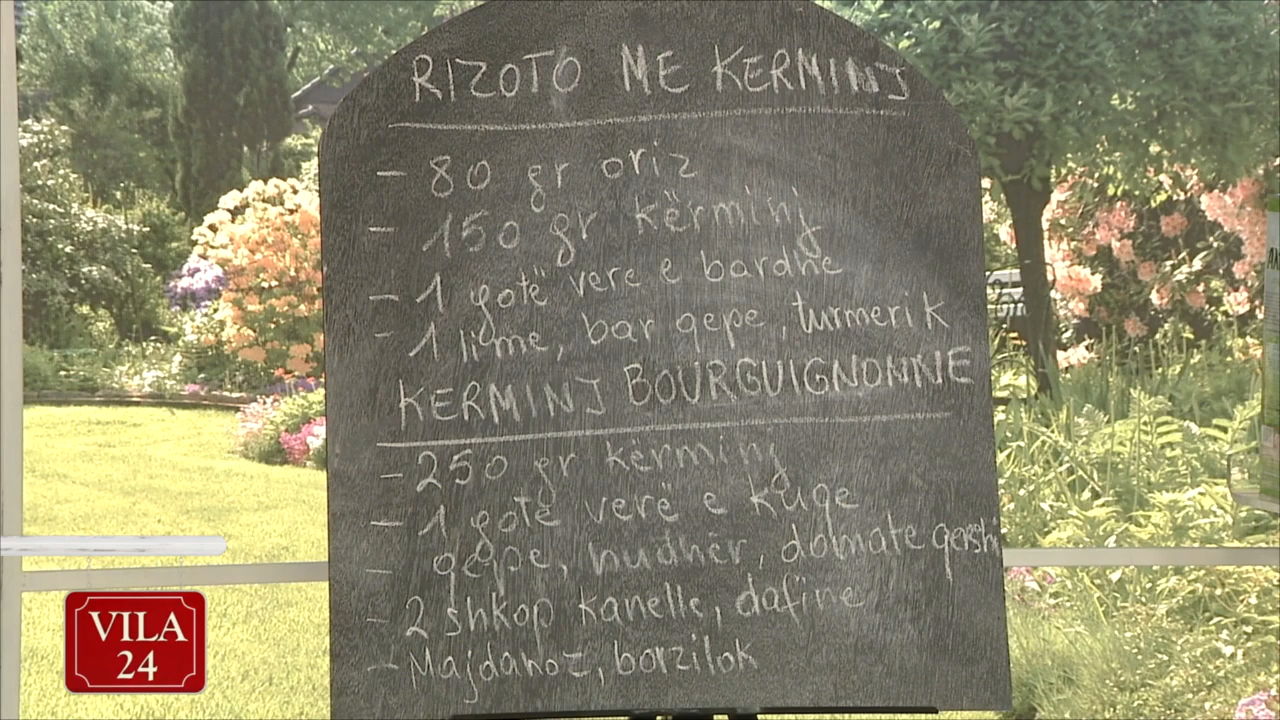 RIZOTO ME KERMINJ
- 80 gr oriz
- 150 gr kërminj
- 1 gotë vere e bardhe
- 1 lime, bar qepe, turmerik
KERMINJ BOURGUIGNONNE
- 250 gr kërminj
- 1 gotë verë e kuqe
- qepe, hudhër, domate qershi
- 2 shkop kanelle, dafine
- Majdanoz, borzilok
VILA
24